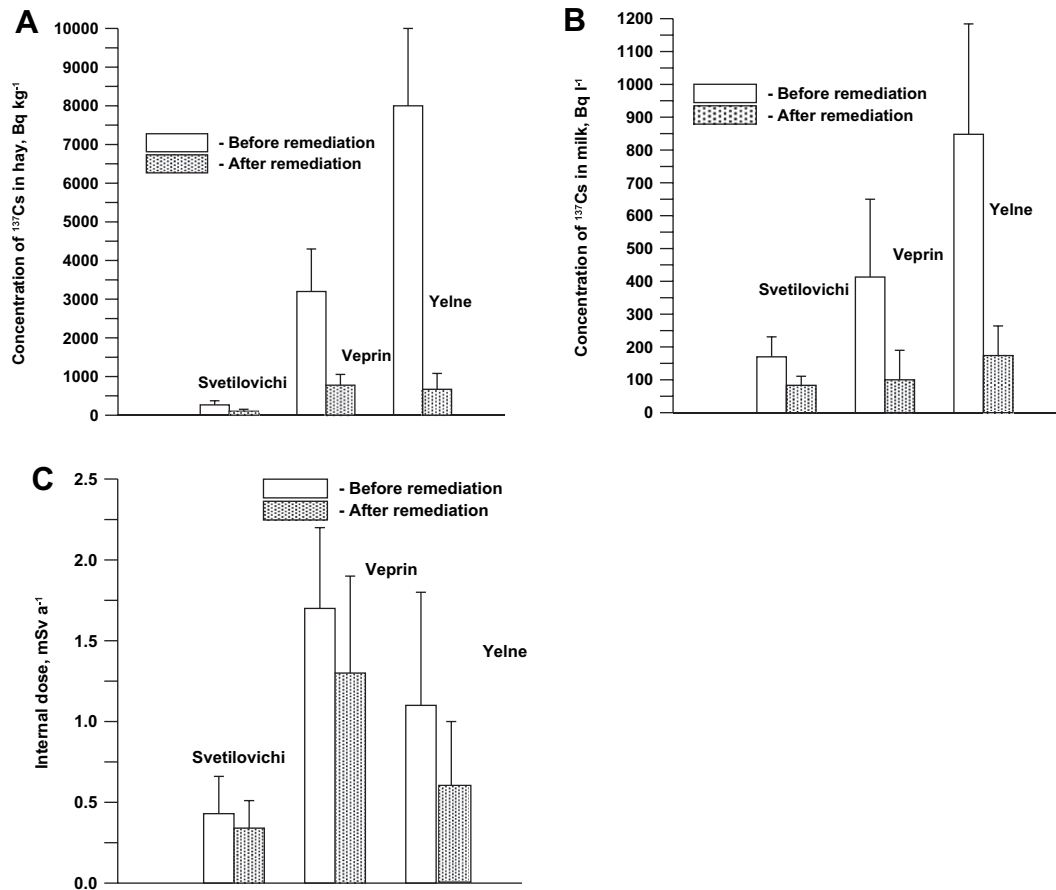 A
Concentration of ¹³⁷Cs in hay, Bq kg⁻¹
10000
9000
8000
7000
6000
5000
4000
3000
2000
1000
0
- Before remediation
- After remediation
Svetilovichi
Veprin
Yelne
B
Concentration of ¹³⁷Cs in milk, Bq l⁻¹
1200
1100
1000
900
800
700
600
500
400
300
200
100
0
- Before remediation
- After remediation
Svetilovichi
Veprin
Yelne
C
Internal dose, mSv a⁻¹
2.5
2.0
1.5
1.0
0.5
0.0
- Before remediation
- After remediation
Svetilovichi
Veprin
Yelne